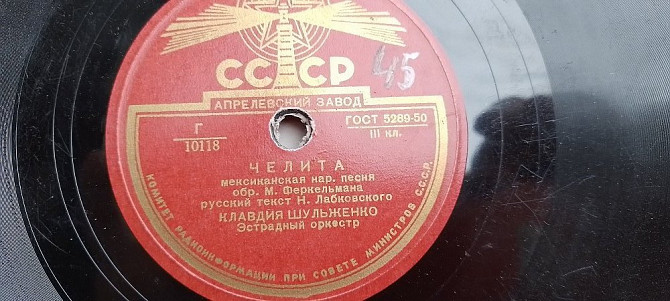 СССР
45
АПРЕЛЕВСКИЙ ЗАВОД
Г
10118
ГОСТ 5289-50
III кл.
ЧЕЛИТА
мексиканская нар. песня
обр. М. Феркельмана
русский текст Н. Лабковского
КЛАВДИЯ ШУЛЬЖЕНКО
Эстрадный оркестр
КОМИТЕТ РАДИОИНФОРМАЦИИ ПРИ СОВЕТЕ МИНИСТРОВ С.С.С.Р.